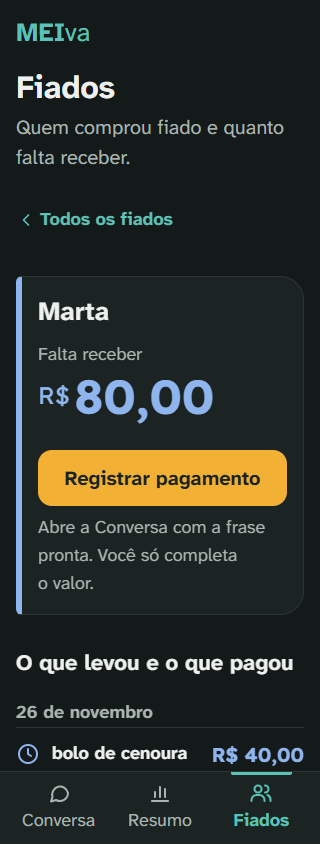 MEIva
Fiados
Quem comprou fiado e quanto
falta receber.
Todos os fiados
Marta
Falta receber
R$ 80,00
Registrar pagamento
Abre a Conversa com a frase
pronta. Você só completa
o valor.
O que levou e o que pagou
26 de novembro
bolo de cenoura R$ 40,00
Conversa Resumo Fiados